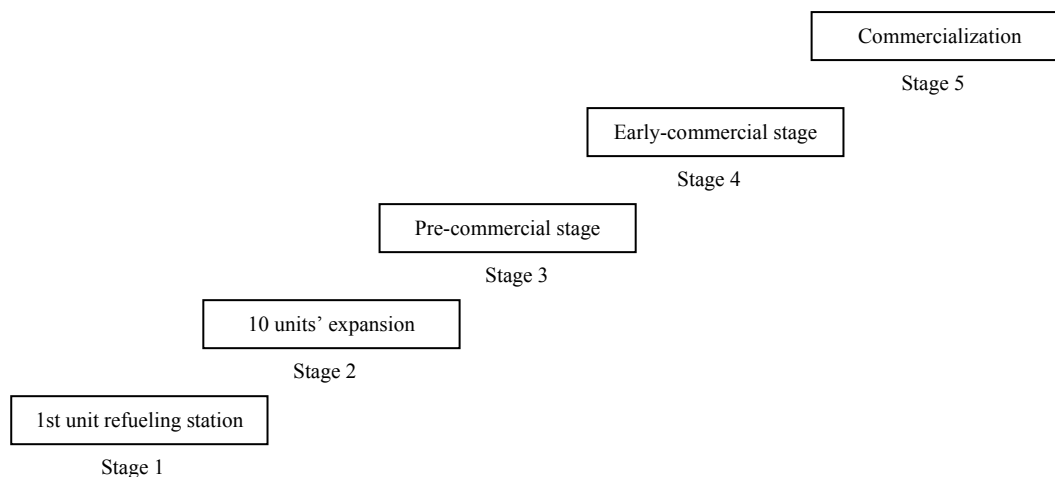 Commercialization
Stage 5
Early-commercial stage
Stage 4
Pre-commercial stage
Stage 3
10 units’ expansion
Stage 2
1st unit refueling station
Stage 1